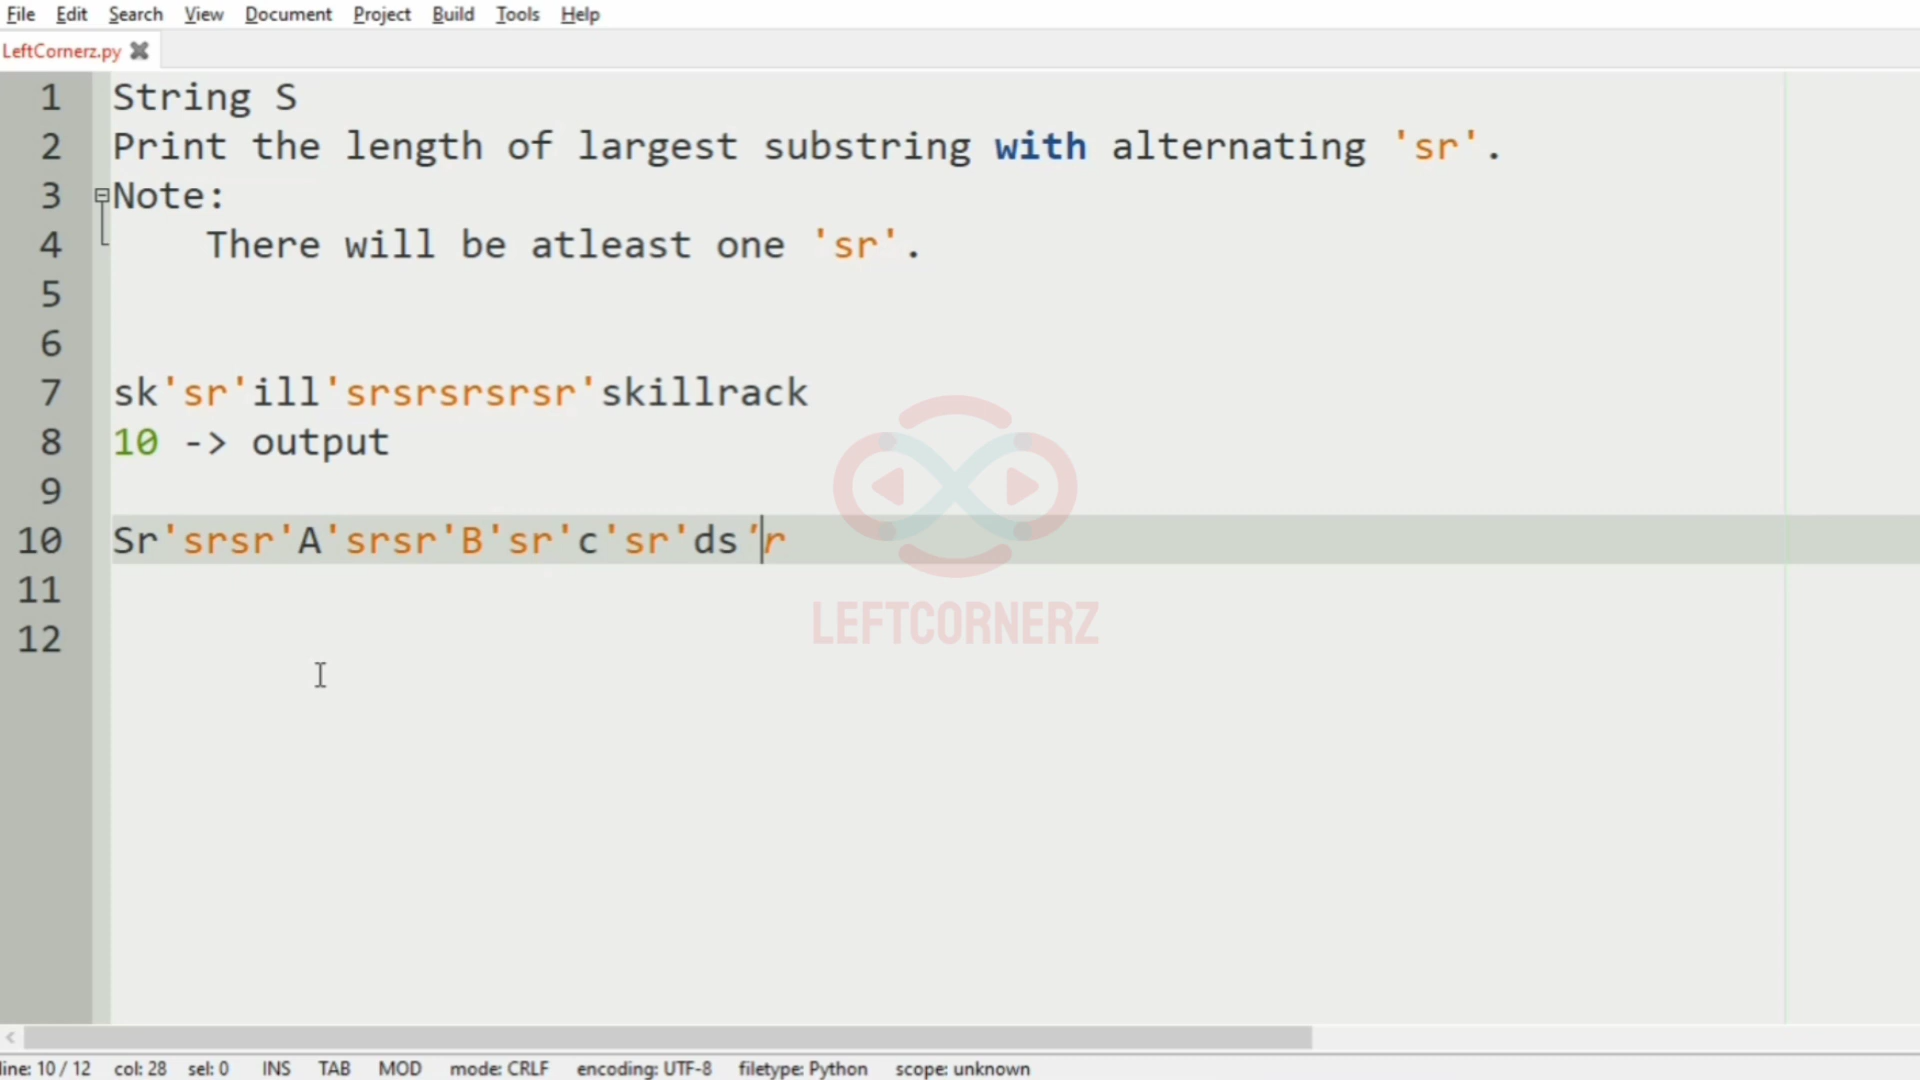 File Edit Search View Document Project Build Tools Help
LeftCornerz.py
1 String S
2 Print the length of largest substring with alternating 'sr'.
3 Note:
4 There will be atleast one 'sr'.
5
6
7 sk'sr'ill'srsrsrsrsr'skillrack
8 10 -> output
9
10 Sr'srsr'A'srsr'B'sr'c'sr'ds'r
11
12
LEFTCORNERZ
line: 10 / 12 col: 28 sel: 0 INS TAB MOD mode: CRLF encoding: UTF-8 filetype: Python scope: unknown